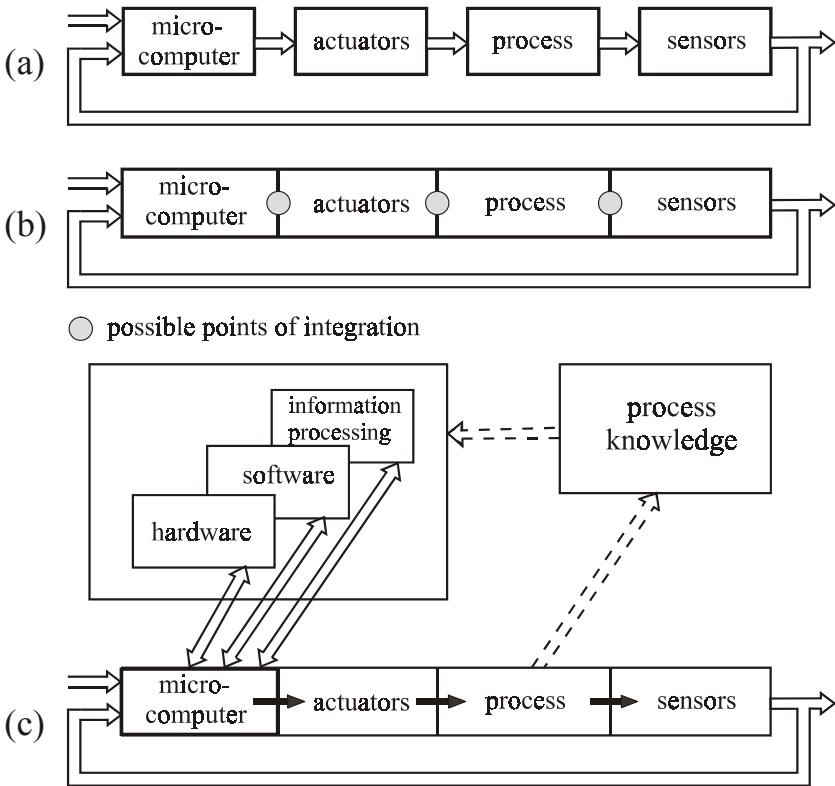 (a)
micro-
computer
actuators
process
sensors
(b)
micro-
computer
actuators
process
sensors
possible points of integration
information
processing
software
hardware
process
knowledge
(c)
micro-
computer
actuators
process
sensors